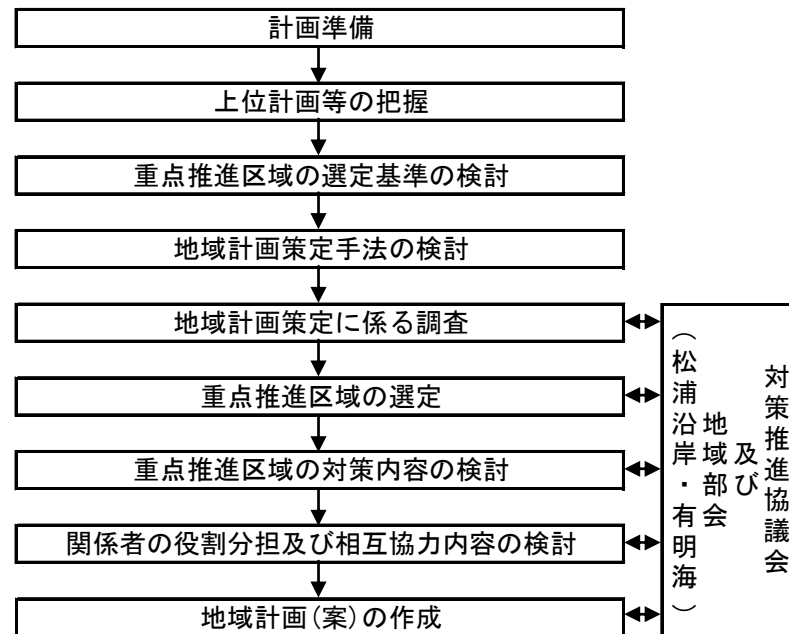 計画準備
上位計画等の把握
重点推進区域の選定基準の検討
地域計画策定手法の検討
地域計画策定に係る調査
重点推進区域の選定
重点推進区域の対策内容の検討
関係者の役割分担及び相互協力内容の検討
地域計画(案)の作成
対策推進協議会
及び
地域部会
（松浦沿岸・有明海）